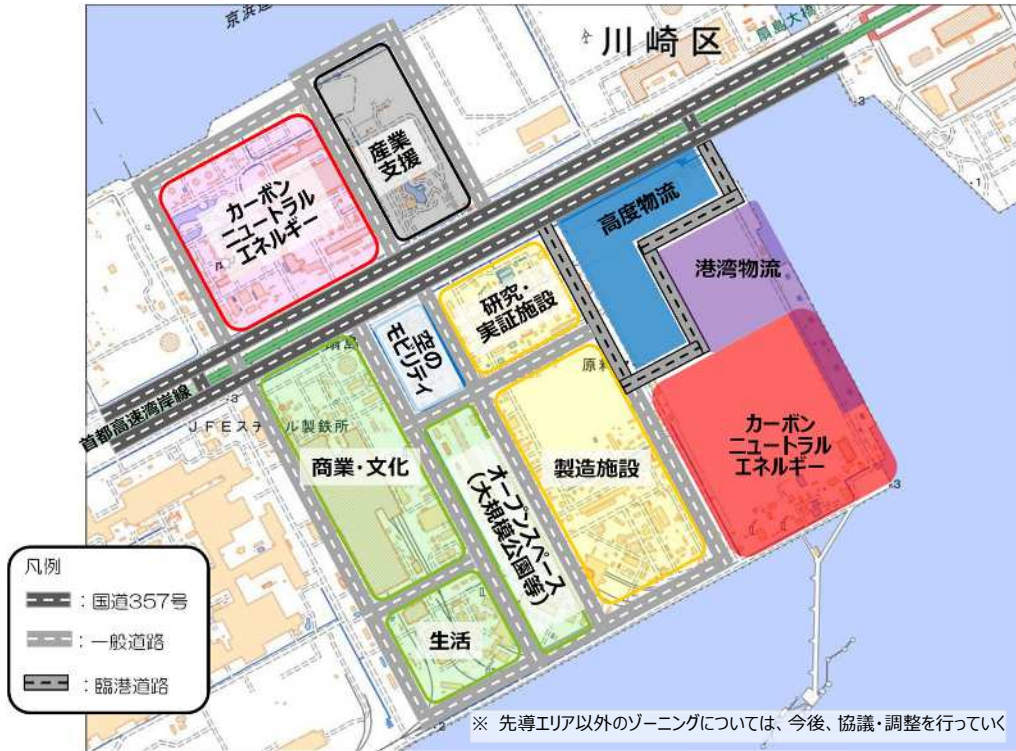 京浜運
川崎区
扇島大橋
産業
支援
カーボン
ニュートラル
エネルギー
高度物流
港湾物流
研究・
実証施設
空の
モビリティ
扇島
原料
首都高速湾岸線
JFEスチール製鉄所
商業・文化
オープンスペース
(大規模公園等)
製造施設
カーボン
ニュートラル
エネルギー
生活
凡例
:国道357号
:一般道路
:臨港道路
-3
-1
-3
-3
-2
※ 先導エリア以外のゾーニングについては、今後、協議・調整を行っていく